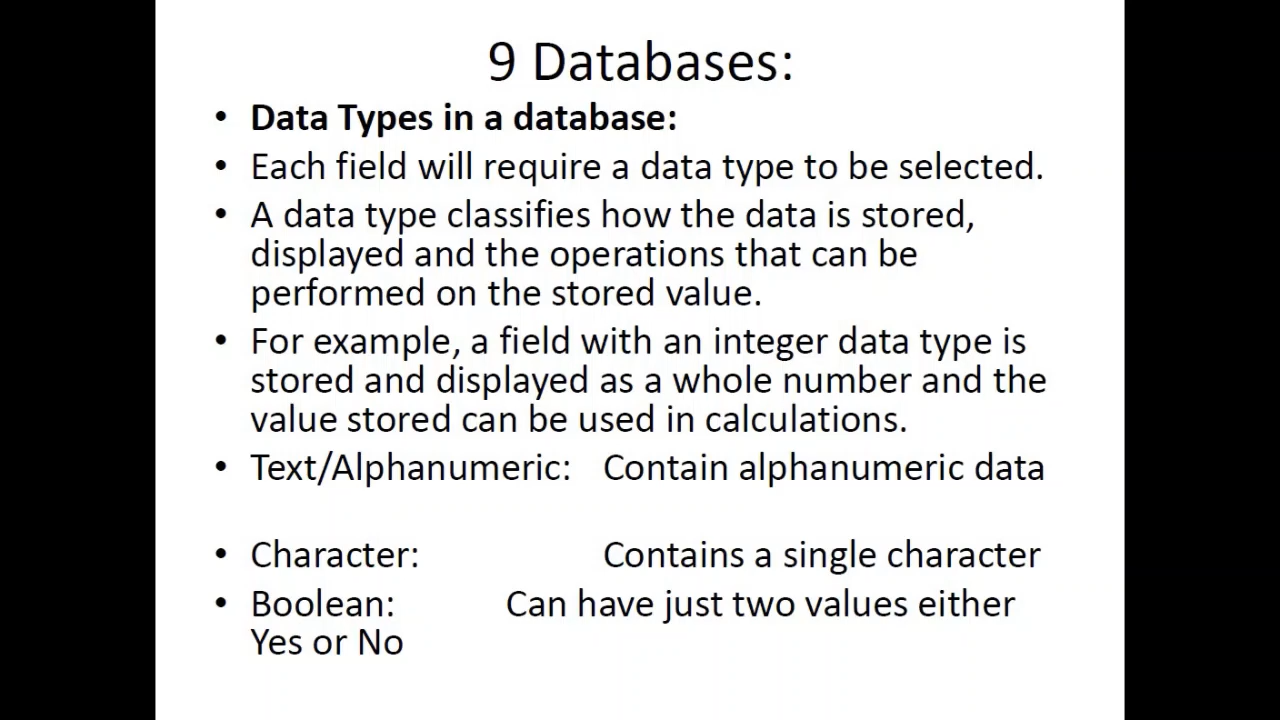 9 Databases:
• Data Types in a database:
• Each field will require a data type to be selected.
• A data type classifies how the data is stored,
displayed and the operations that can be
performed on the stored value.
• For example, a field with an integer data type is
stored and displayed as a whole number and the
value stored can be used in calculations.
• Text/Alphanumeric: Contain alphanumeric data
• Character: Contains a single character
• Boolean: Can have just two values either
Yes or No